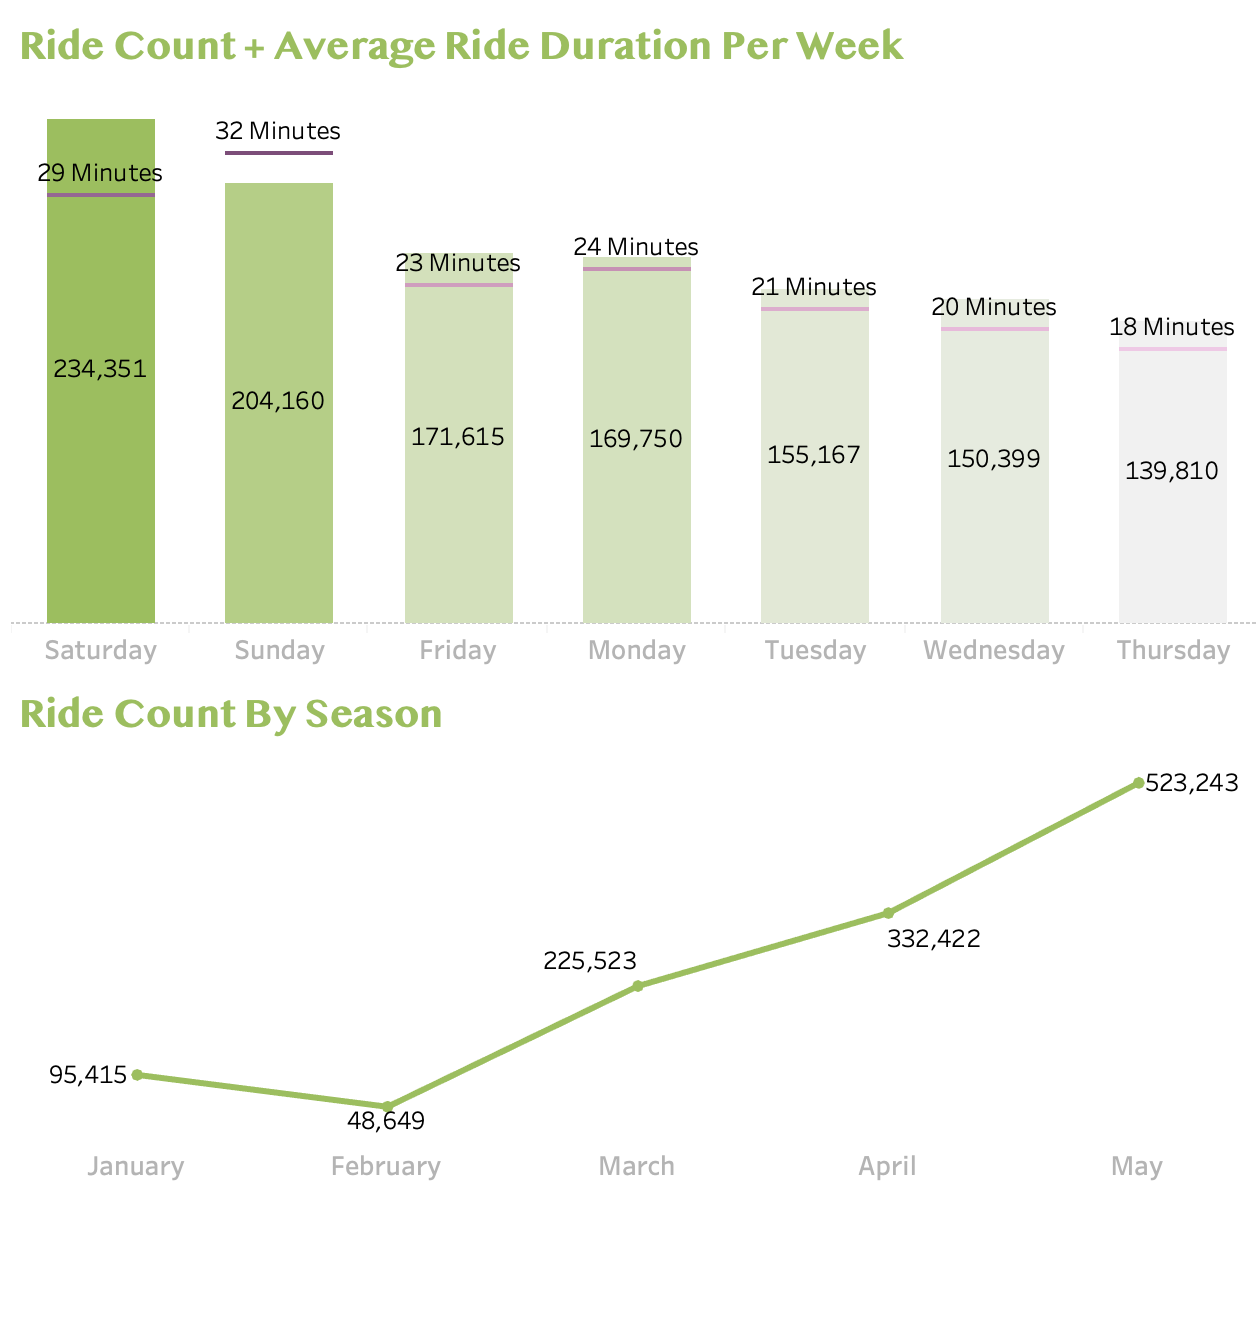 Ride Count + Average Ride Duration Per Week
32 Minutes
29 Minutes
24 Minutes
23 Minutes
21 Minutes
20 Minutes
18 Minutes
234,351
204,160
171,615
169,750
155,167
150,399
139,810
Saturday Sunday Friday Monday Tuesday Wednesday Thursday
Ride Count By Season
523,243
332,422
225,523
95,415
48,649
January February March April May